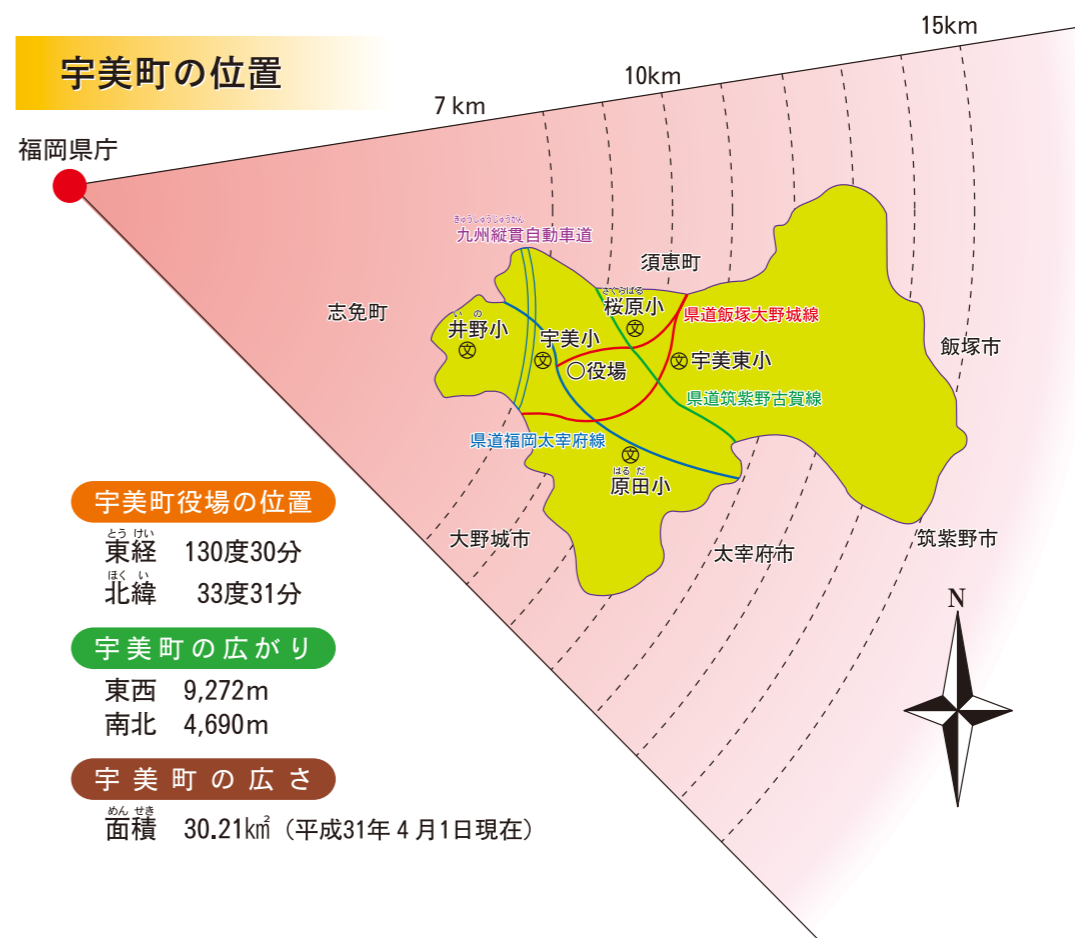 宇美町の位置
福岡県庁
7km
10km
15km
きゅうしゅうじゅうかん
九州縦貫自動車道
須恵町
志免町
さくらばる
桜原小
文
県道飯塚大野城線
いの
井野小
文
宇美小
文
○役場
文
宇美東小
飯塚市
県道筑紫野古賀線
県道福岡太宰府線
文
はるだ
原田小
大野城市
太宰府市
筑紫野市
宇美町役場の位置
とうけい
東経 130度30分
ほくい
北緯 33度31分
宇美町の広がり
東西 9,272m
南北 4,690m
宇美町の広さ
めんせき
面積 30.21㎢(平成31年4月1日現在)
N